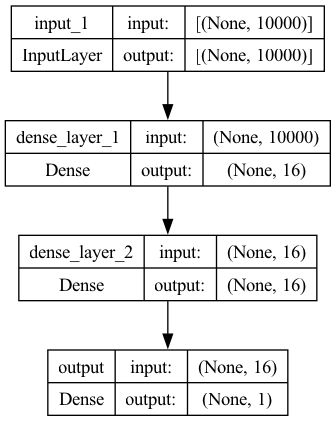 input_1 input: [(None, 10000)]
InputLayer output: [(None, 10000)]
dense_layer_1 input: (None, 10000)
Dense output: (None, 16)
dense_layer_2 input: (None, 16)
Dense output: (None, 16)
output input: (None, 16)
Dense output: (None, 1)